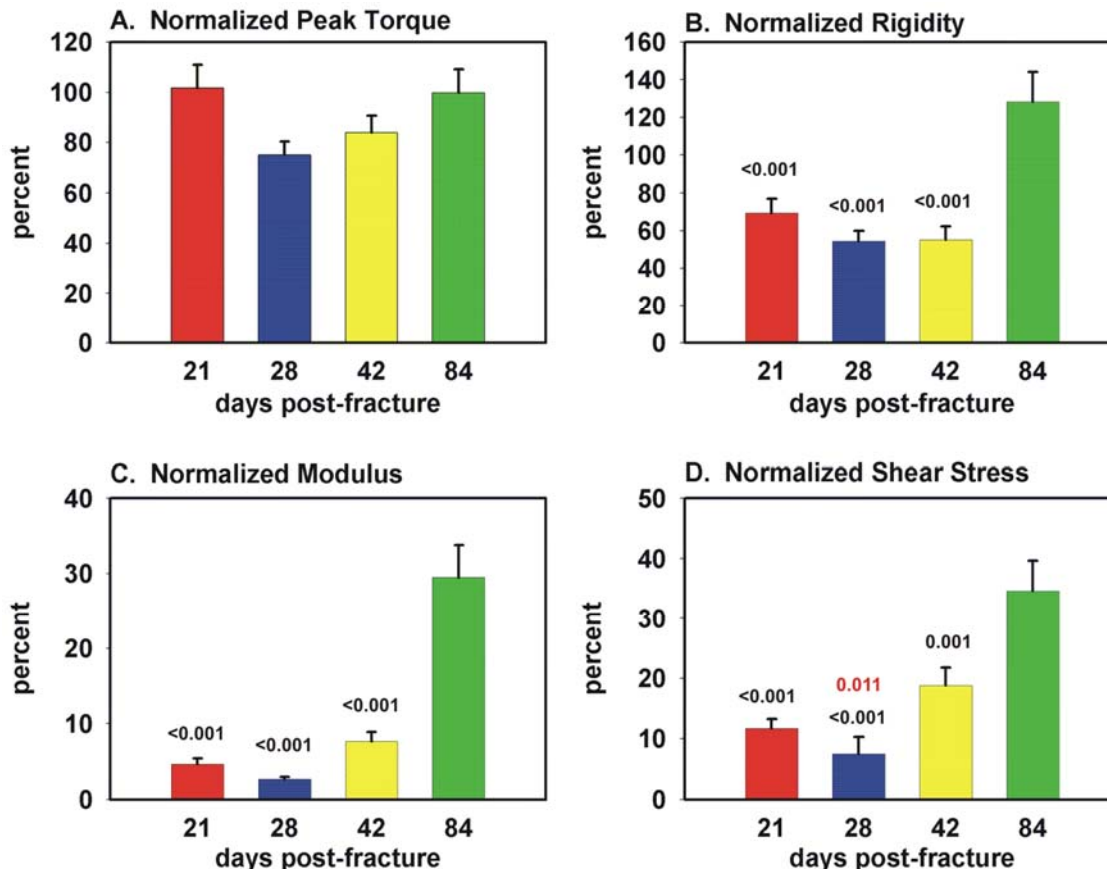 A. Normalized Peak Torque
120
100
80
60
40
20
0
percent
21 28 42 84
days post-fracture
B. Normalized Rigidity
160
140
120
100
80
60
40
20
0
percent
<0.001 <0.001 <0.001
21 28 42 84
days post-fracture
C. Normalized Modulus
40
30
20
10
0
percent
<0.001 <0.001 <0.001
21 28 42 84
days post-fracture
D. Normalized Shear Stress
50
40
30
20
10
0
percent
0.001
0.011
<0.001 <0.001
21 28 42 84
days post-fracture